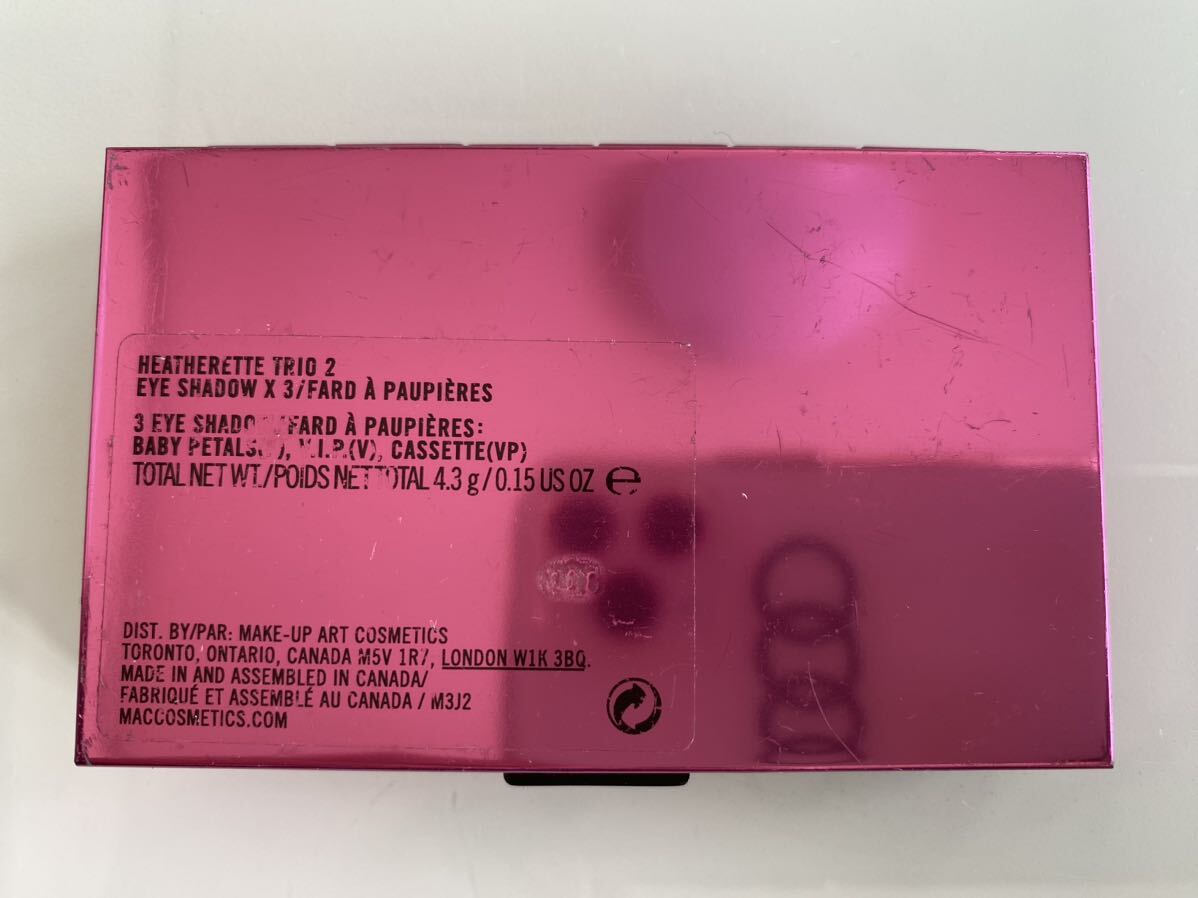 HEATHERETTE TRIO 2
EYE SHADOW X 3/FARD À PAUPIÈRES
3 EYE SHADO /FARD À PAUPIÈRES:
BABY PETALS( ), V.I.P.(V), CASSETTE(VP)
TOTAL NET WT./POIDS NET TOTAL 4.3 g/0.15 US OZ ℮
DIST. BY/PAR: MAKE-UP ART COSMETICS
TORONTO, ONTARIO, CANADA M5V 1R7, LONDON W1K 3BQ.
MADE IN AND ASSEMBLED IN CANADA/
FABRIQUÉ ET ASSEMBLÉ AU CANADA / M3J2
MACCOSMETICS.COM